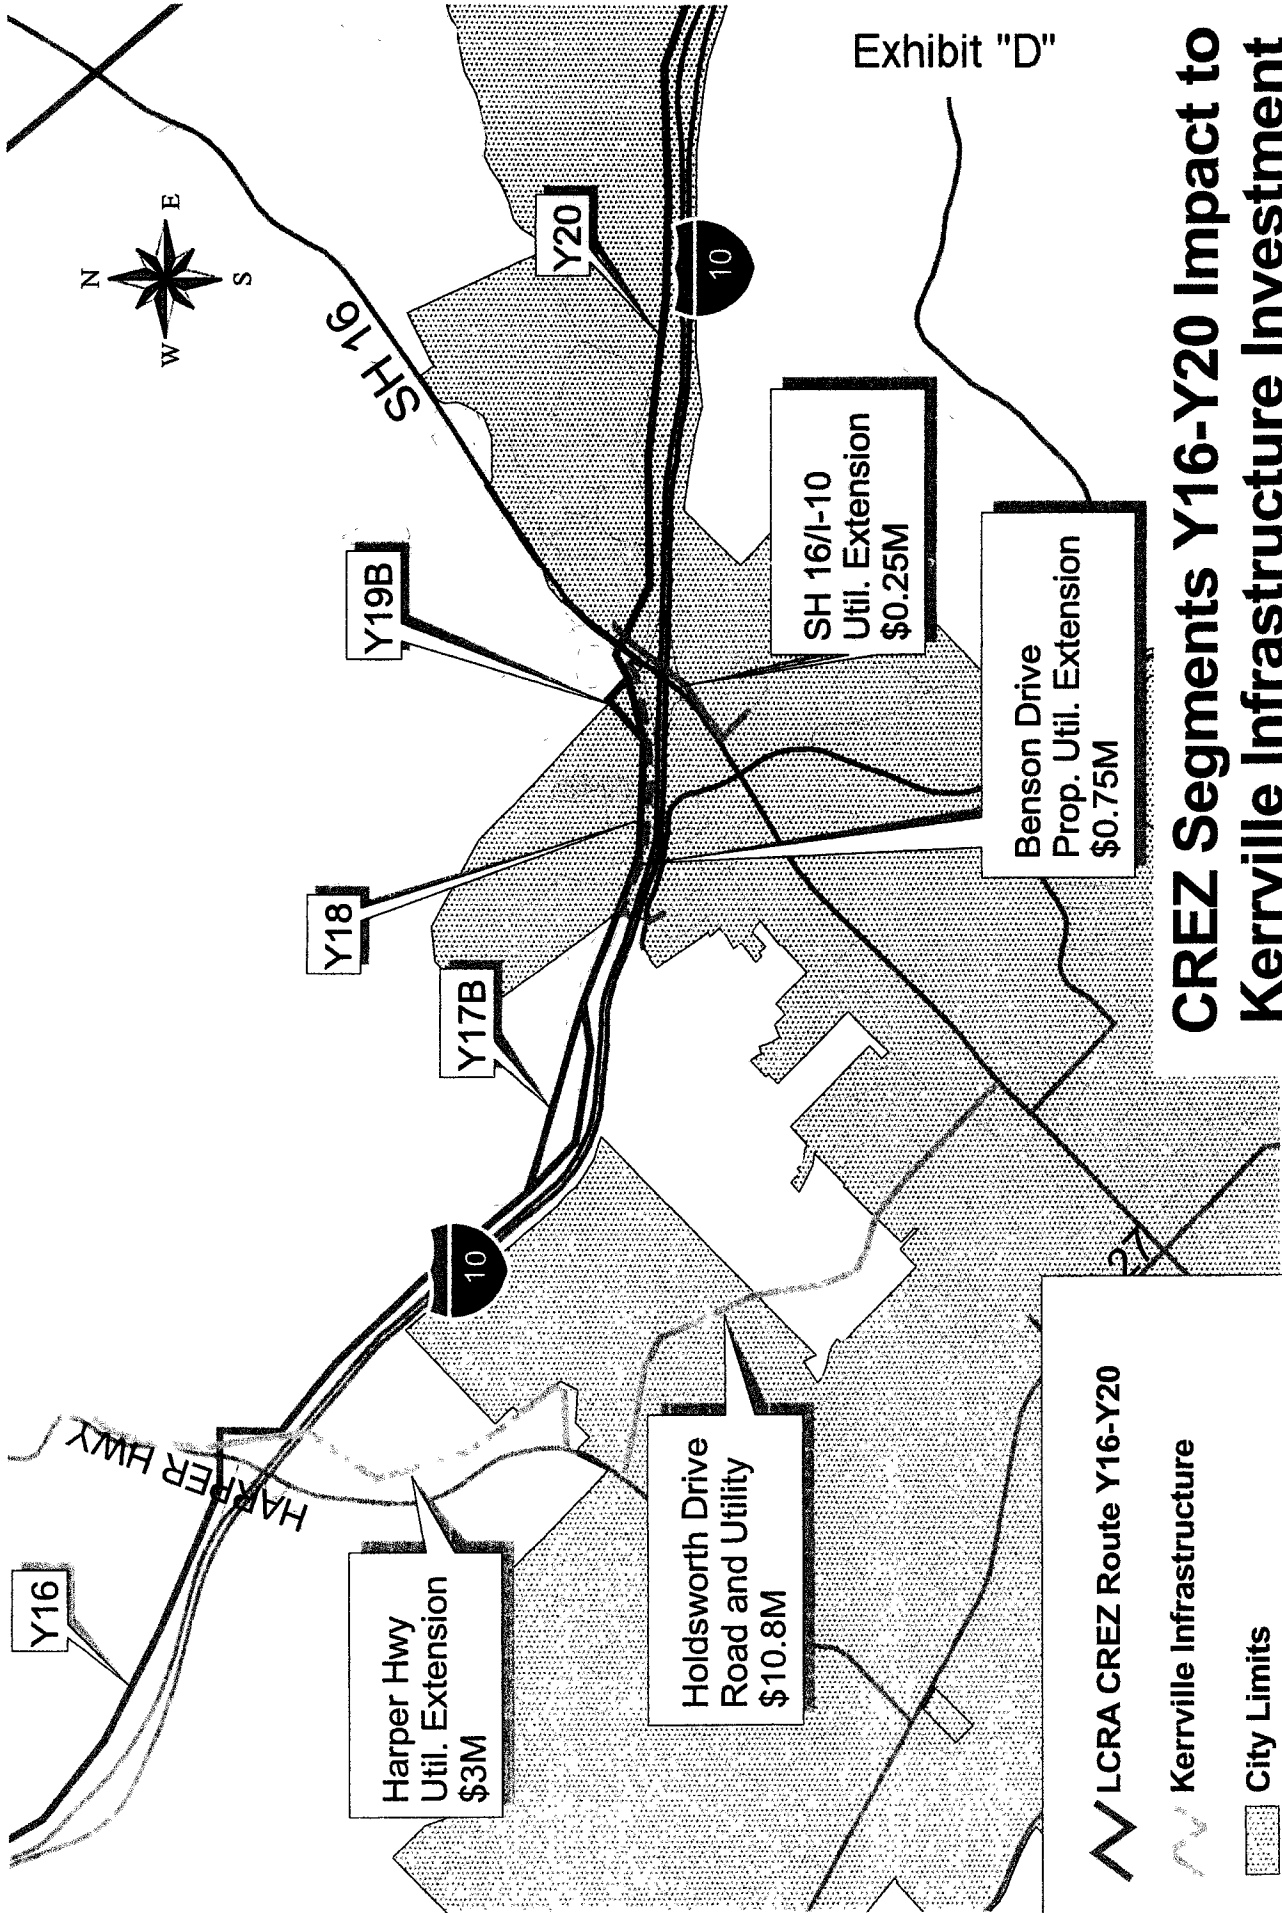 Exhibit "D"
N
W
E
S
SH 16
Y20
10
Y19B
Y18
Y17B
SH 16/I-10
Util. Extension
$0.25M
Benson Drive
Prop. Util. Extension
$0.75M
10
HARPER HWY
Y16
Harper Hwy
Util. Extension
$3M
Holdsworth Drive
Road and Utility
$10.8M
27
CREZ Segments Y16-Y20 Impact to
Kerrville Infrastructure Investment
LCRA CREZ Route Y16-Y20
Kerrville Infrastructure
City Limits